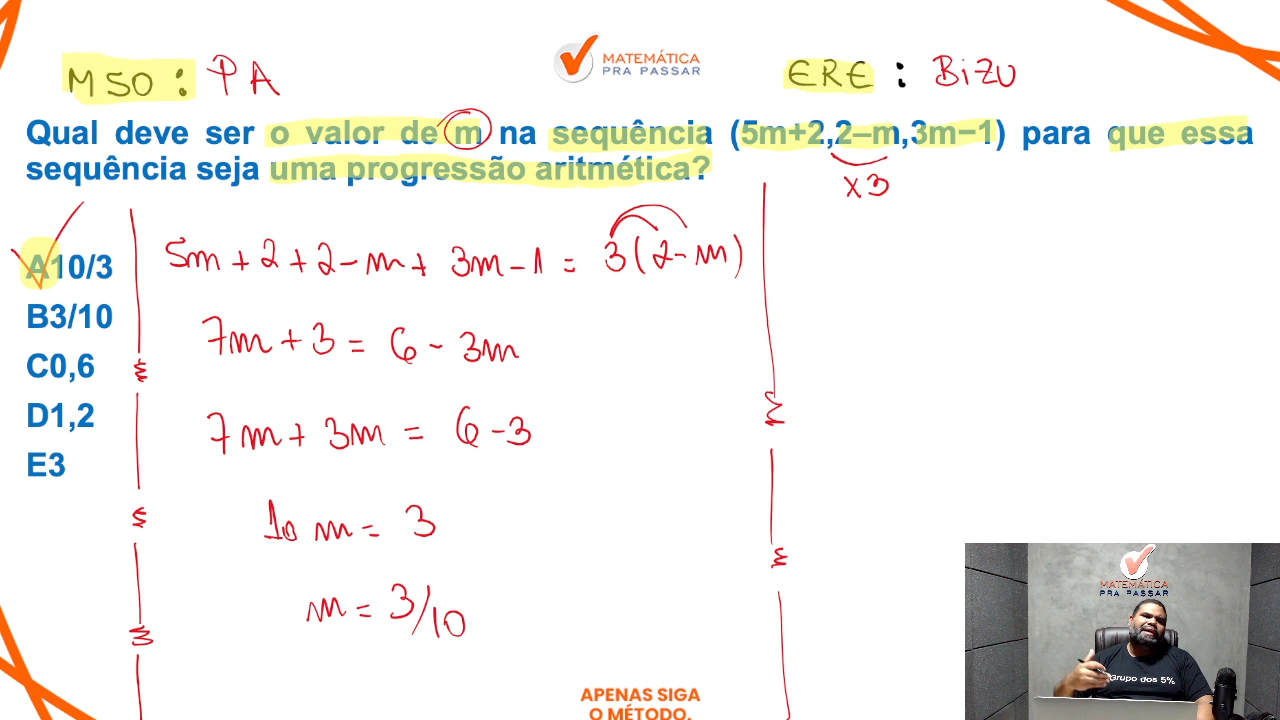 MSO : PA
MATEMÁTICA
PRA PASSAR
ERE : BiZU
Qual deve ser o valor de m na sequência (5m+2,2–m,3m−1) para que essa
sequência seja uma progressão aritmética?
x3
A10/3
B3/10
C0,6
D1,2
E3
5m + 2 + 2 - m + 3m - 1 = 3(2 - m)
7m + 3 = 6 - 3m
7m + 3m = 6 - 3
10 m = 3
m = 3/10
MATEMÁTICA
PRA PASSAR
Grupo dos 5%
APENAS SIGA
O MÉTODO.